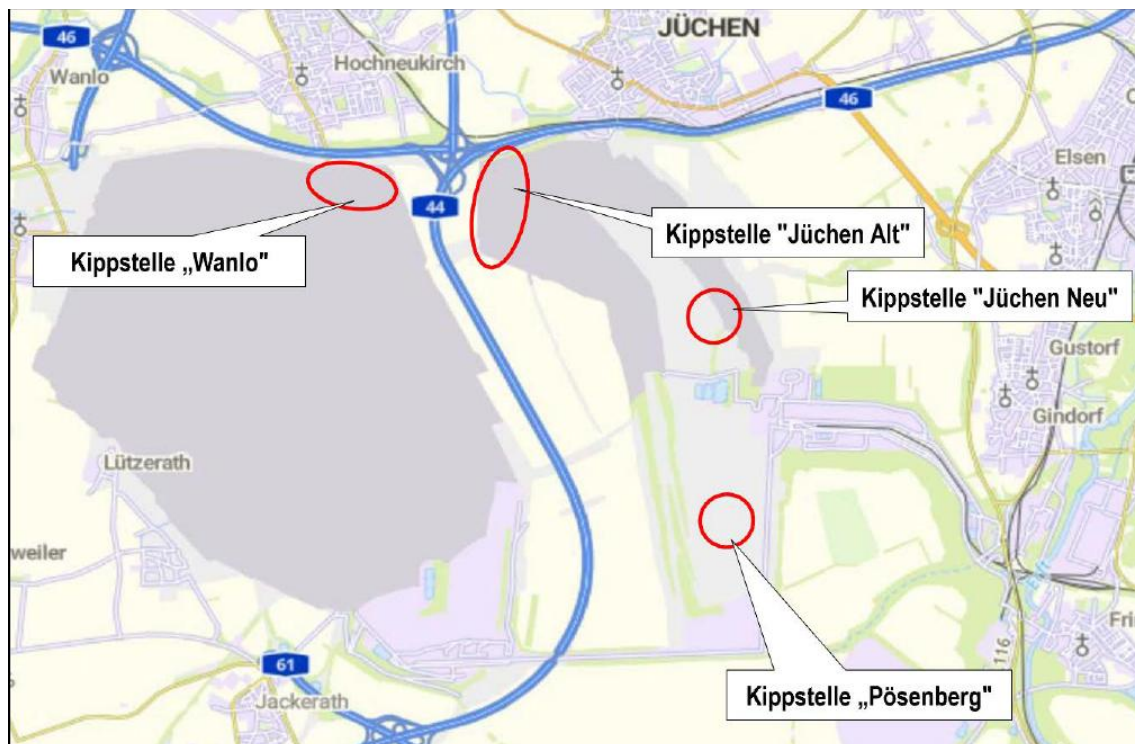 JÜCHEN
46
Wanlo
Hochneukirch
46
Elsen
44
Kippstelle "Jüchen Alt"
Kippstelle „Wanlo"
Kippstelle "Jüchen Neu"
Gustorf
Gindorf
Lützerath
weiler
Fri
116
61
Jackerath
Kippstelle „Pösenberg"